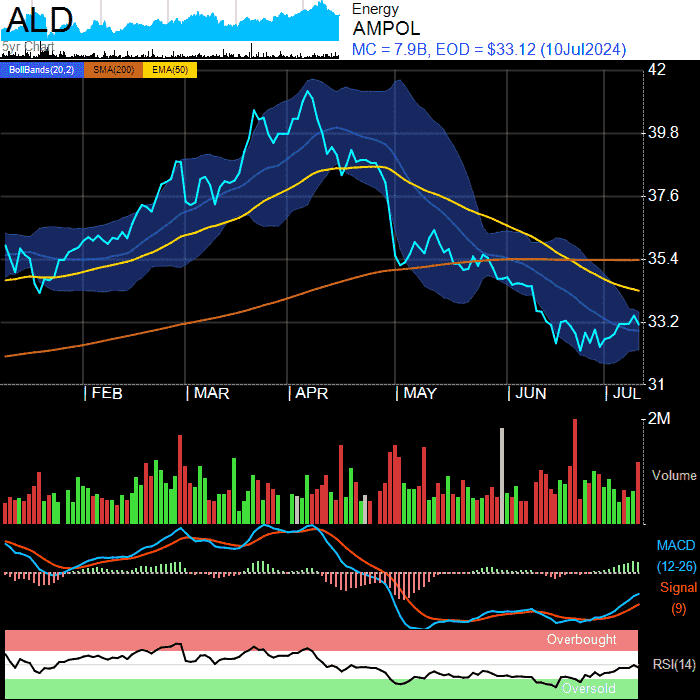 ALD
5yr Chart
Energy
AMPOL
MC = 7.9B, EOD = $33.12 (10Jul2024)
BollBands(20,2) SMA(200) EMA(50)
42
39.8
37.6
35.4
33.2
31
FEB MAR APR MAY JUN JUL
2M
Volume
MACD
(12-26)
Signal
(9)
Overbought
RSI(14)
Oversold